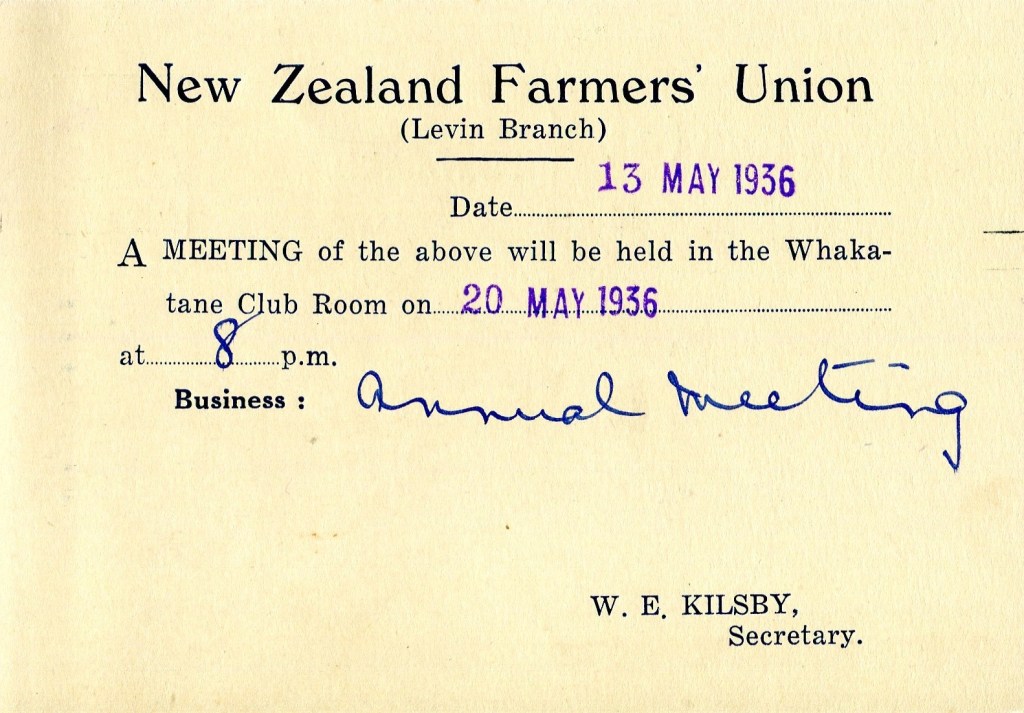 New Zealand Farmers' Union
(Levin Branch)
Date 13 MAY 1936
A MEETING of the above will be held in the Whaka-
tane Club Room on 20 MAY 1936
at 8 p.m.
Business : Annual Meeting
W. E. KILSBY,
Secretary.